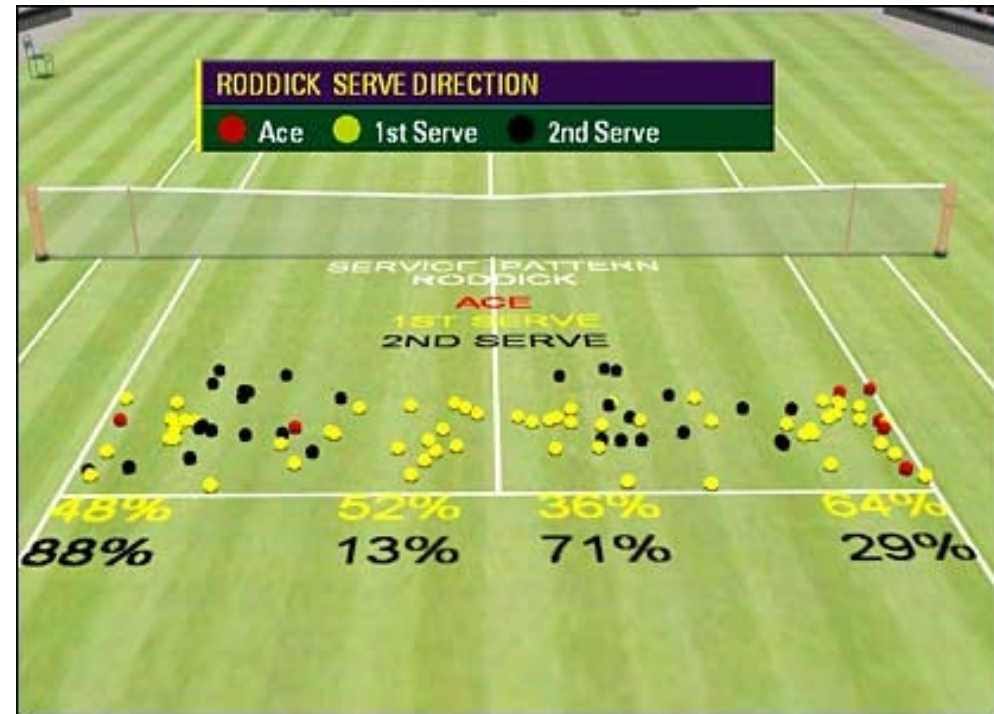 RODDICK SERVE DIRECTION
Ace 1st Serve 2nd Serve
SERVICE PATTERN
RODDICK
ACE
1ST SERVE
2ND SERVE
48% 52% 36% 64%
88% 13% 71% 29%